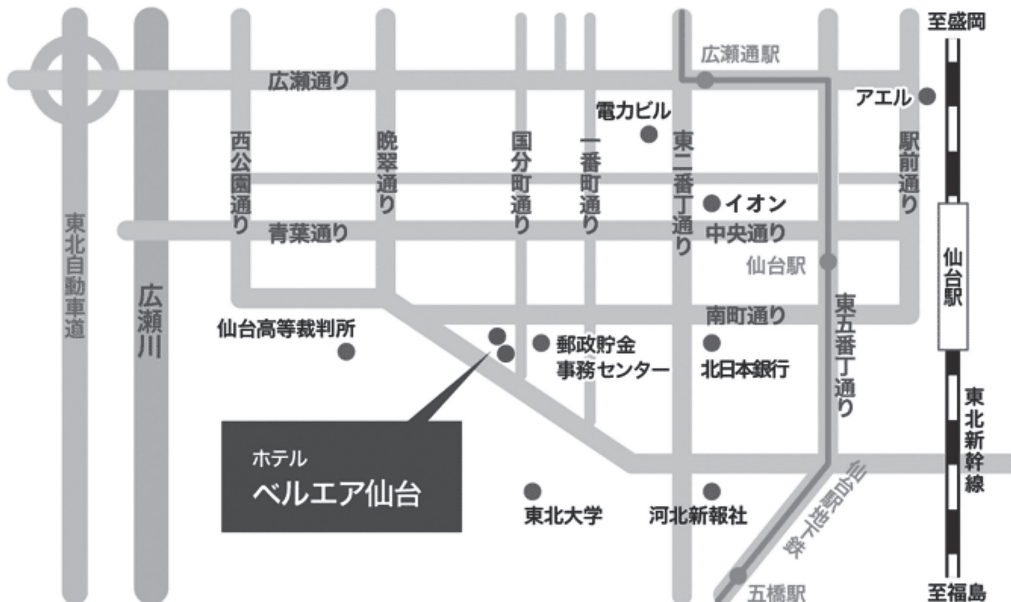 至盛岡
広瀬通駅
広瀬通り
アエル
電力ビル
西公園通り
晩翠通り
国分町通り
一番町通り
東二番丁通り
駅前通り
イオン
東北自動車道
青葉通り
中央通り
仙台駅
仙台駅
広瀬川
東五番丁通り
南町通り
仙台高等裁判所
郵政貯金
事務センター
北日本銀行
東北新幹線
ホテル
ベルエア仙台
仙台駅地下鉄
東北大学
河北新報社
五橋駅
至福島